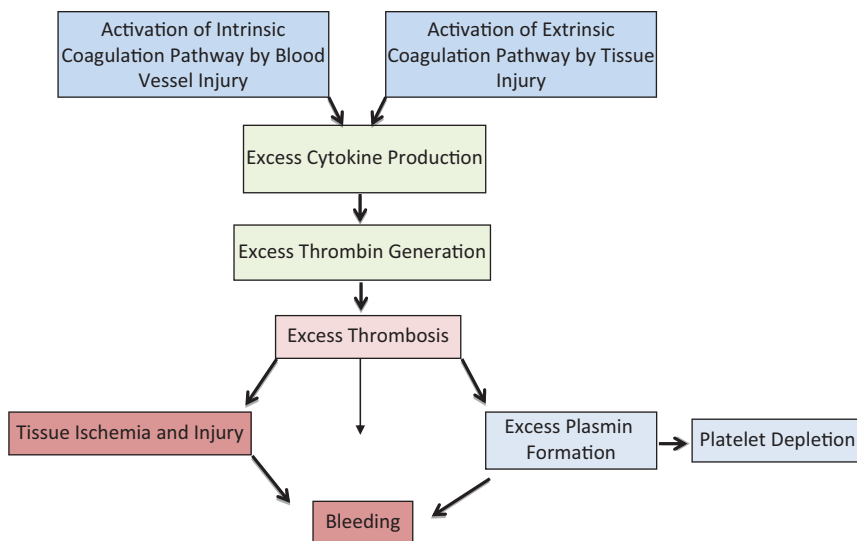 Activation of Intrinsic
Coagulation Pathway by Blood
Vessel Injury
Activation of Extrinsic
Coagulation Pathway by Tissue
Injury
Excess Cytokine Production
Excess Thrombin Generation
Excess Thrombosis
Tissue Ischemia and Injury
Excess Plasmin
Formation
Platelet Depletion
Bleeding